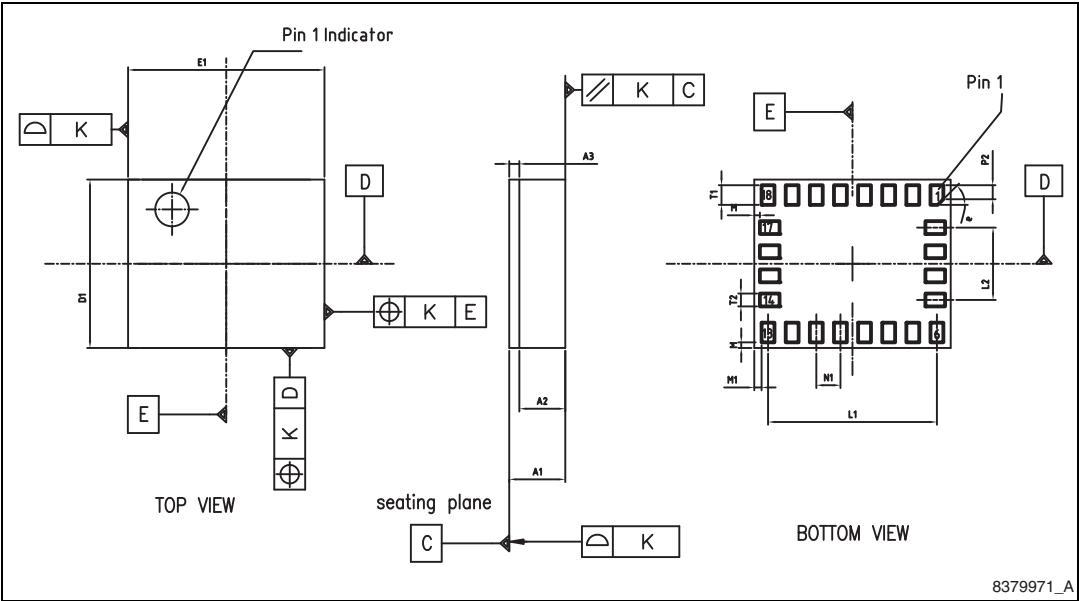 Pin 1 Indicator
E1
K
K C
A3
Pin 1
E
P2
T1
D
18
1
17
D
D1
L2
T2
14
K E
M
13
6
D
K
E
M1
N1
A2
L1
A1
TOP VIEW
seating plane
BOTTOM VIEW
C
K
8379971_A